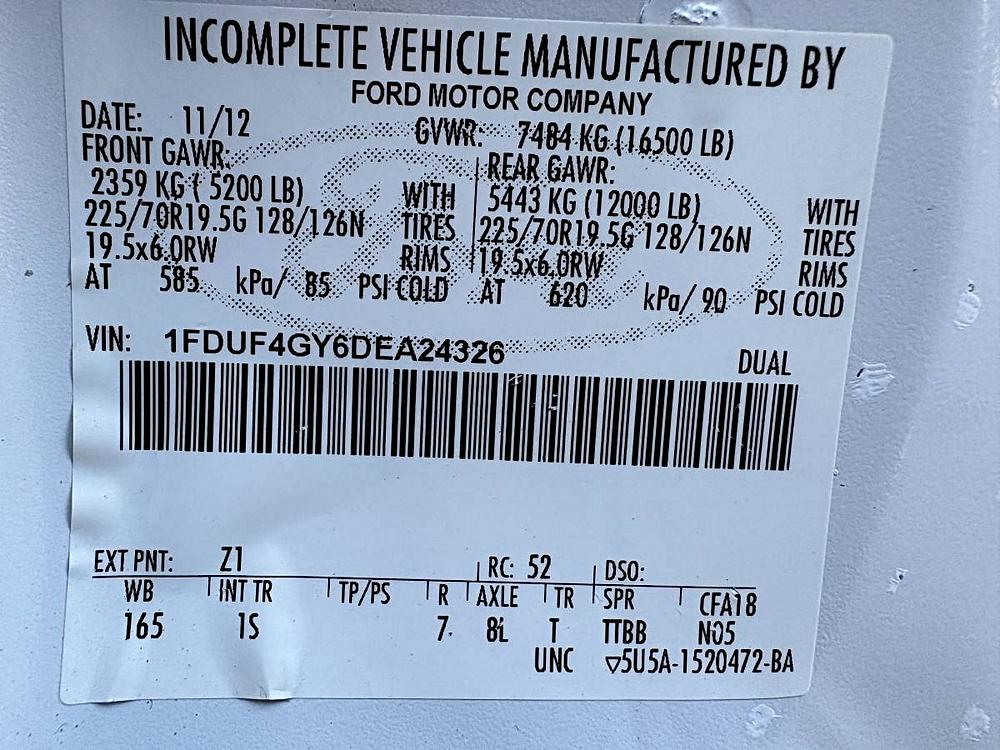 INCOMPLETE VEHICLE MANUFACTURED BY
FORD MOTOR COMPANY
DATE: 11/12 GVWR: 7484 KG (16500 LB)
FRONT GAWR: REAR GAWR:
2359 KG ( 5200 LB) WITH 5443 KG (12000 LB) WITH
225/70R19.5G 128/126N TIRES 225/70R19.5G 128/126N TIRES
19.5x6.0RW RIMS 19.5x6.0RW RIMS
AT 585 kPa/ 85 PSI COLD AT 620 kPa/ 90 PSI COLD
VIN: 1FDUF4GY6DEA24326 DUAL
EXT PNT: Z1 RC: 52 DSO:
WB INT TR TP/PS R AXLE TR SPR CFA18
165 1S 7 8L T TTBB N05
UNC ▽5U5A-1520472-BA